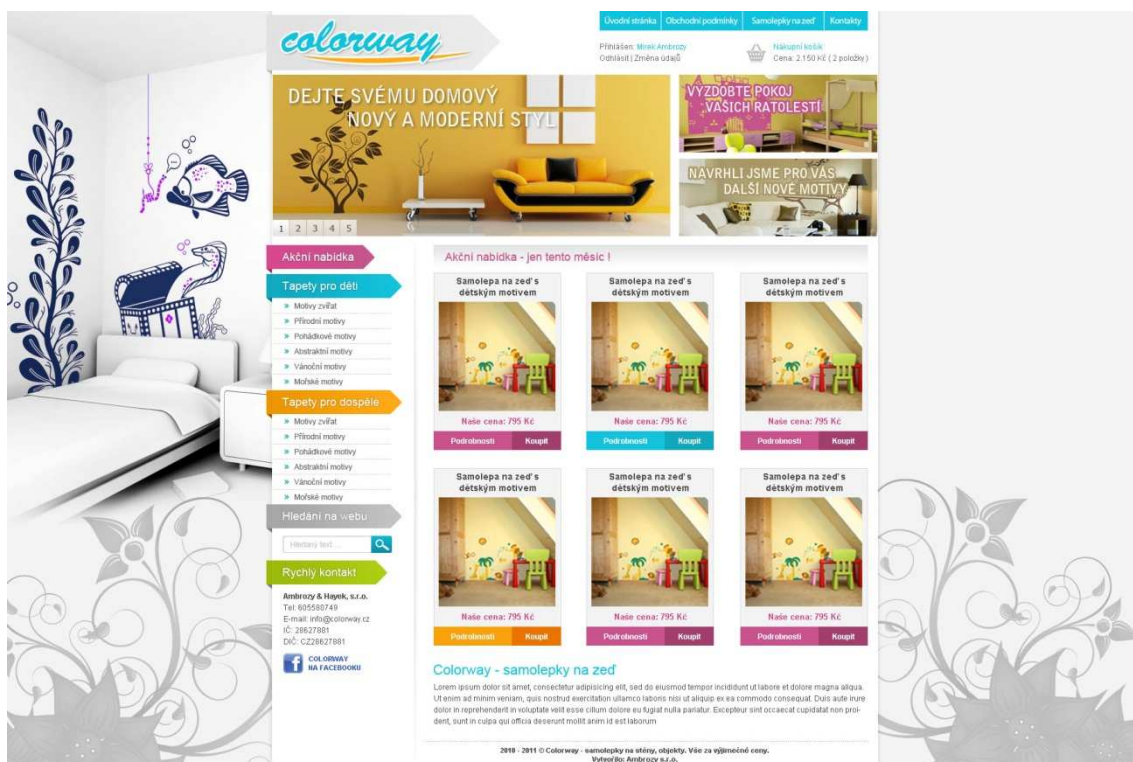 colorway
Úvodní stránka
Obchodní podmínky
Samolepky na zeď
Kontakty
Přihlášen: Mirek Ambrozy
Odhlásit | Změna údajů
Nákupní košík
Cena: 2.150 Kč ( 2 položky )
DEJTE SVÉMU DOMOVÝ
NOVÝ A MODERNÍ STYL
1 2 3 4 5
VYZDOBTE POKOJ
VAŠICH RATOLESTÍ
NAVRHLI JSME PRO VÁS
DALŠÍ NOVÉ MOTIVY
Akční nabídka
Tapety pro děti
» Motivy zvířat
» Přírodní motivy
» Pohádkové motivy
» Abstraktní motivy
» Vánoční motivy
» Mořské motivy
Tapety pro dospělé
» Motivy zvířat
» Přírodní motivy
» Pohádkové motivy
» Abstraktní motivy
» Vánoční motivy
» Mořské motivy
Hledání na webu
Hledaný text ...
Rychlý kontakt
Ambrozy & Hayek, s.r.o.
Tel: 605580749
E-mail: info@colorway.cz
IČ: 28627881
DIČ: CZ28627881
f COLORWAY
NA FACEBOOKU
Akční nabídka - jen tento měsíc !
Samolepa na zeď s
dětským motivem
Naše cena: 795 Kč
Podrobnosti Koupit
Samolepa na zeď s
dětským motivem
Naše cena: 795 Kč
Podrobnosti Koupit
Samolepa na zeď s
dětským motivem
Naše cena: 795 Kč
Podrobnosti Koupit
Samolepa na zeď s
dětským motivem
Naše cena: 795 Kč
Podrobnosti Koupit
Samolepa na zeď s
dětským motivem
Naše cena: 795 Kč
Podrobnosti Koupit
Samolepa na zeď s
dětským motivem
Naše cena: 795 Kč
Podrobnosti Koupit
Colorway - samolepky na zeď
Lorem ipsum dolor sit amet, consectetur adipisicing elit, sed do eiusmod tempor incididunt ut labore et dolore magna aliqua.
Ut enim ad minim veniam, quis nostrud exercitation ullamco laboris nisi ut aliquip ex ea commodo consequat. Duis aute irure
dolor in reprehenderit in voluptate velit esse cillum dolore eu fugiat nulla pariatur. Excepteur sint occaecat cupidatat non proi-
dent, sunt in culpa qui officia deserunt mollit anim id est laborum
2010 - 2011 © Colorway - samolepky na stěny, objekty. Vše za výjimečné ceny.
Vytvořilo: Ambrozy s.r.o.